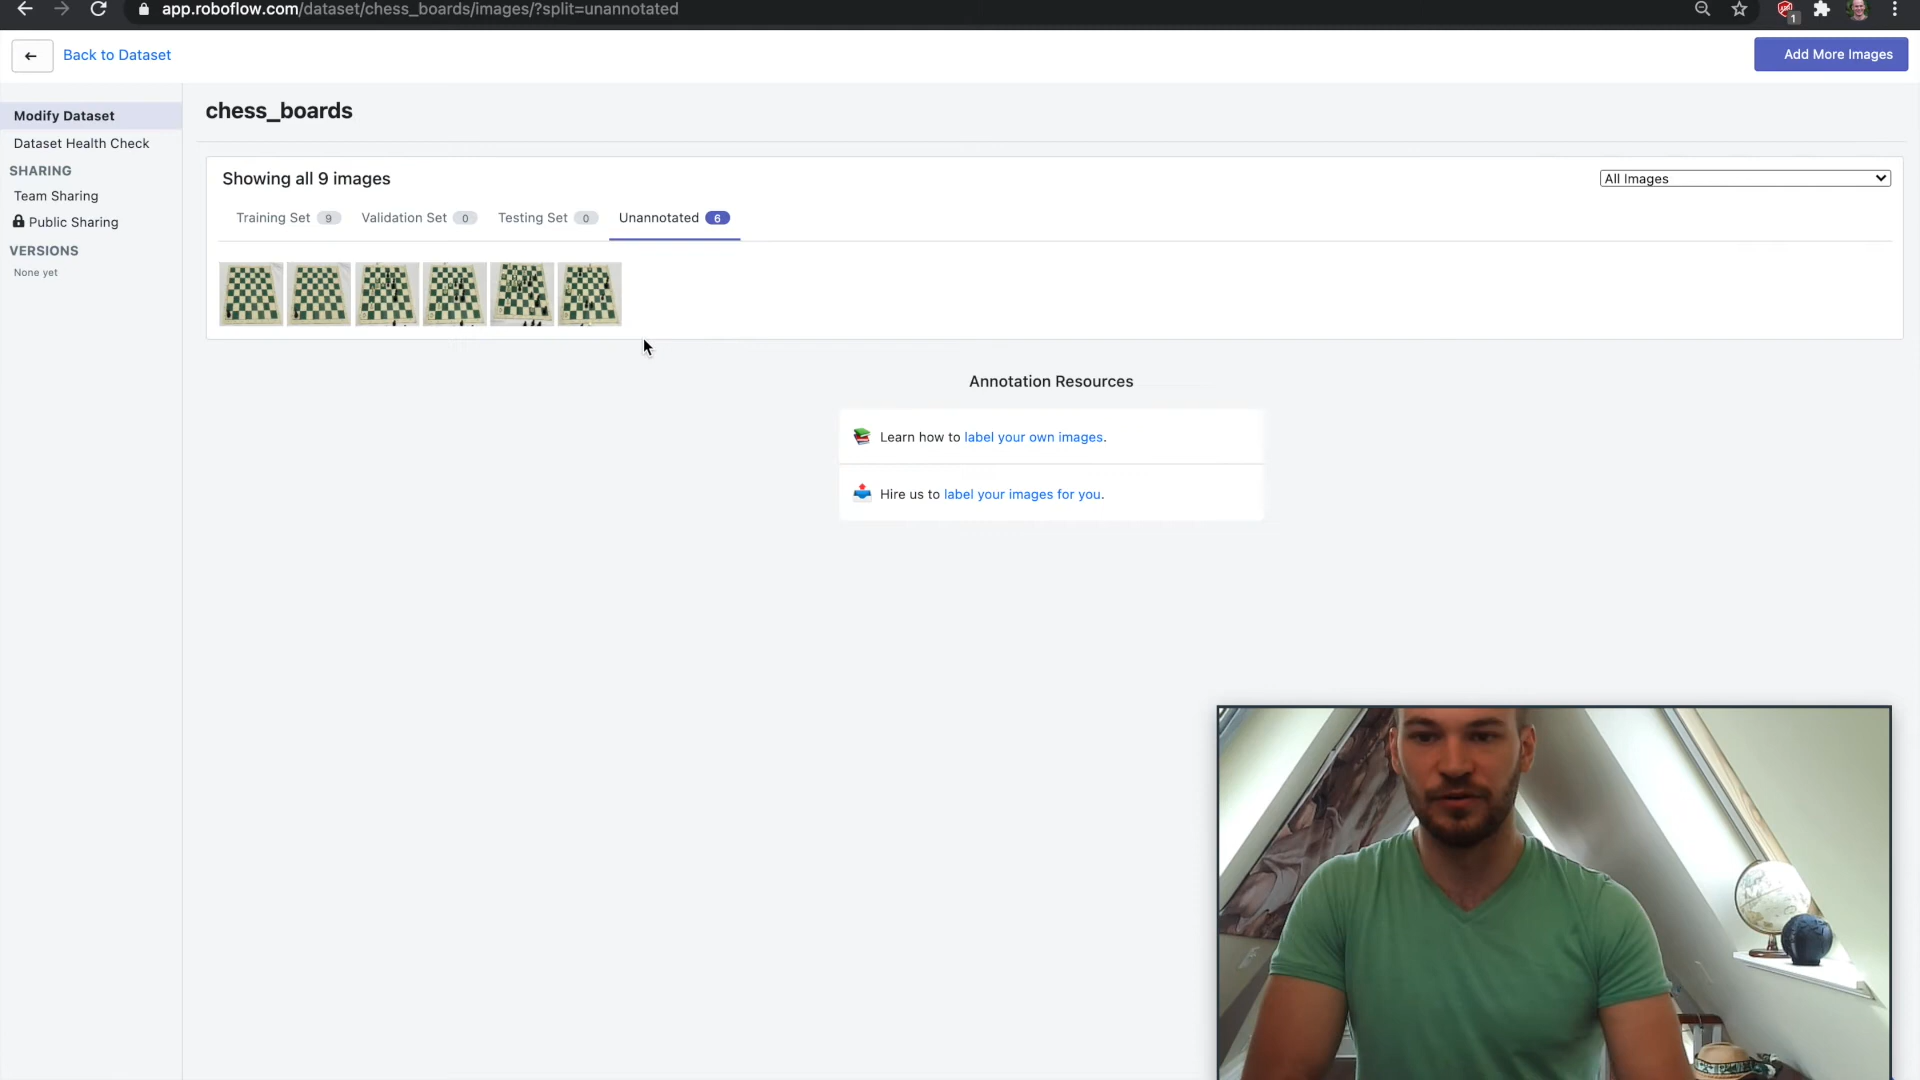 app.roboflow.com/dataset/chess_boards/images/?split=unannotated
1
Back to Dataset
Add More Images
Modify Dataset
Dataset Health Check
SHARING
Team Sharing
Public Sharing
VERSIONS
None yet
chess_boards
Showing all 9 images
All Images
Training Set 9 Validation Set 0 Testing Set 0 Unannotated 6
Annotation Resources
Learn how to label your own images.
Hire us to label your images for you.